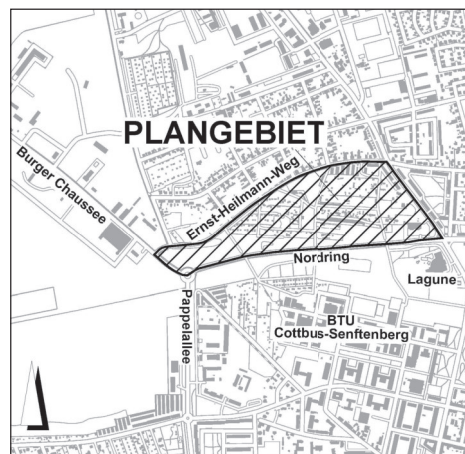 PLANGEBIET
Burger Chaussee
Ernst-Heilmann-Weg
Nordring
Lagune
Pappelallee
BTU
Cottbus-Senftenberg